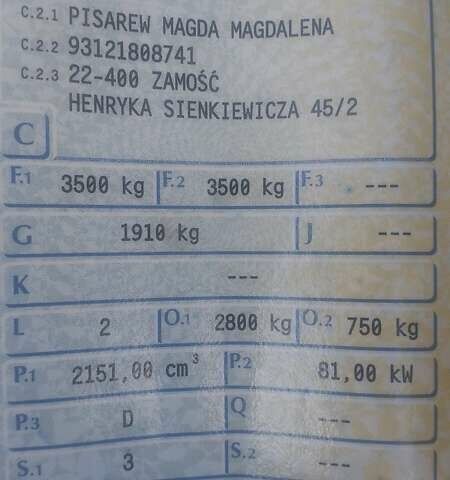 C.2.1 PISAREW MAGDA MAGDALENA
C.2.2 93121808741
C.2.3 22-400 ZAMOŚĆ
HENRYKA SIENKIEWICZA 45/2
C
F.1 3500 kg F.2 3500 kg F.3 ---
G 1910 kg J ---
K ---
L 2 O.1 2800 kg O.2 750 kg
P.1 2151,00 cm³ P.2 81,00 kW
P.3 D Q ---
S.1 3 S.2 ---